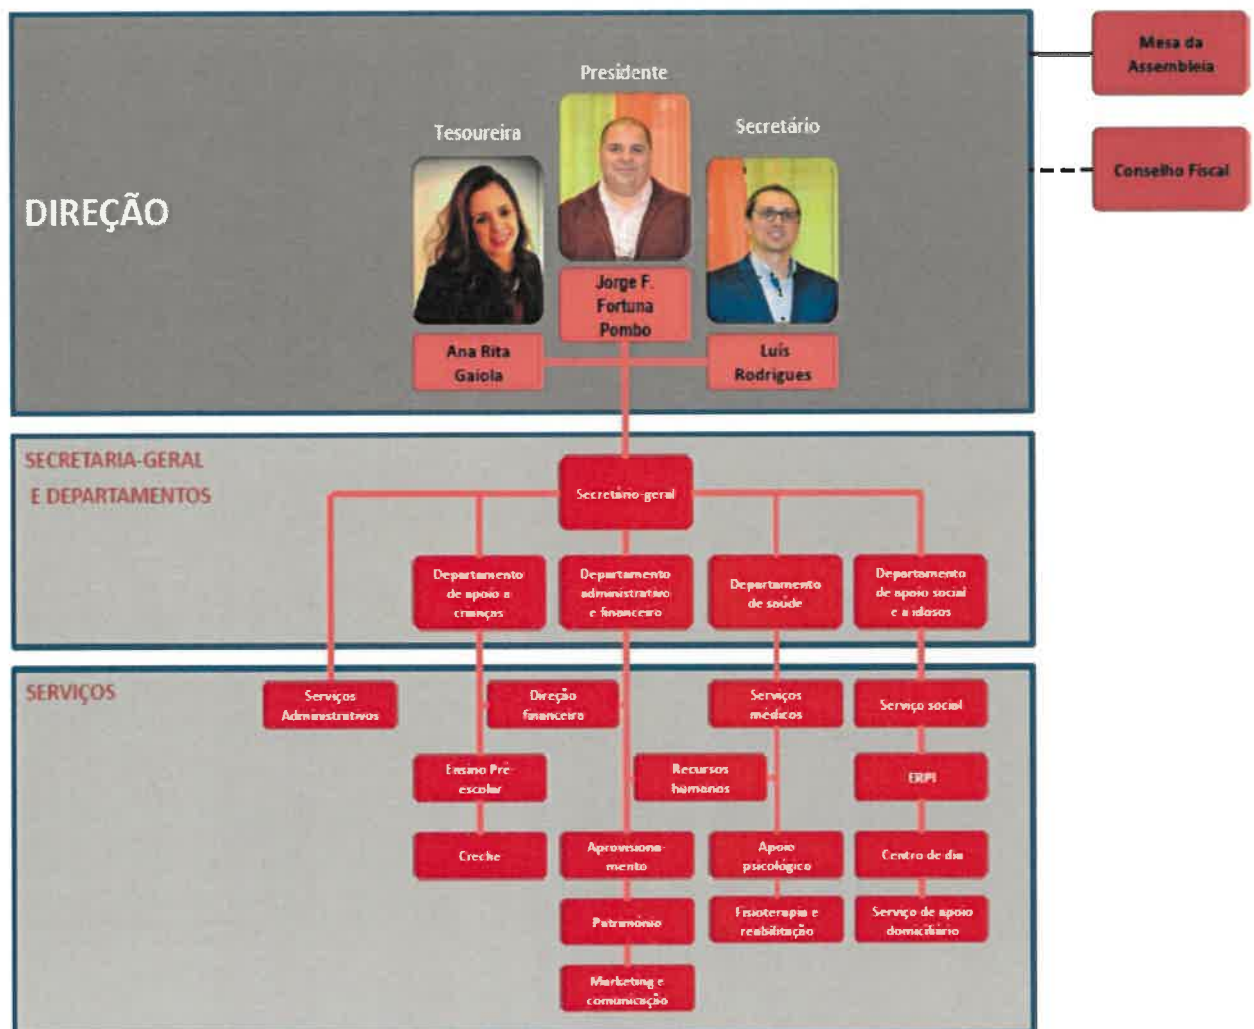 Mesa da
Assembleia
Conselho Fiscal
DIREÇÃO
Presidente
Tesoureira
Secretário
Jorge F.
Fortuna
Pombo
Ana Rita
Gaiola
Luís
Rodrigues
SECRETARIA-GERAL
E DEPARTAMENTOS
Secretário-geral
Departamento
de apoio a
crianças
Departamento
administrativo
e financeiro
Departamento
de saúde
Departamento
de apoio social
e a idosos
SERVIÇOS
Serviços
Administrativos
Direção
financeira
Serviços
médicos
Serviço social
Ensino Pré-
escolar
Recursos
humanos
ERPI
Creche
Aprovisiona-
mento
Apoio
psicológico
Centro de dia
Património
Fisioterapia e
reabilitação
Serviço de apoio
domiciliário
Marketing e
comunicação